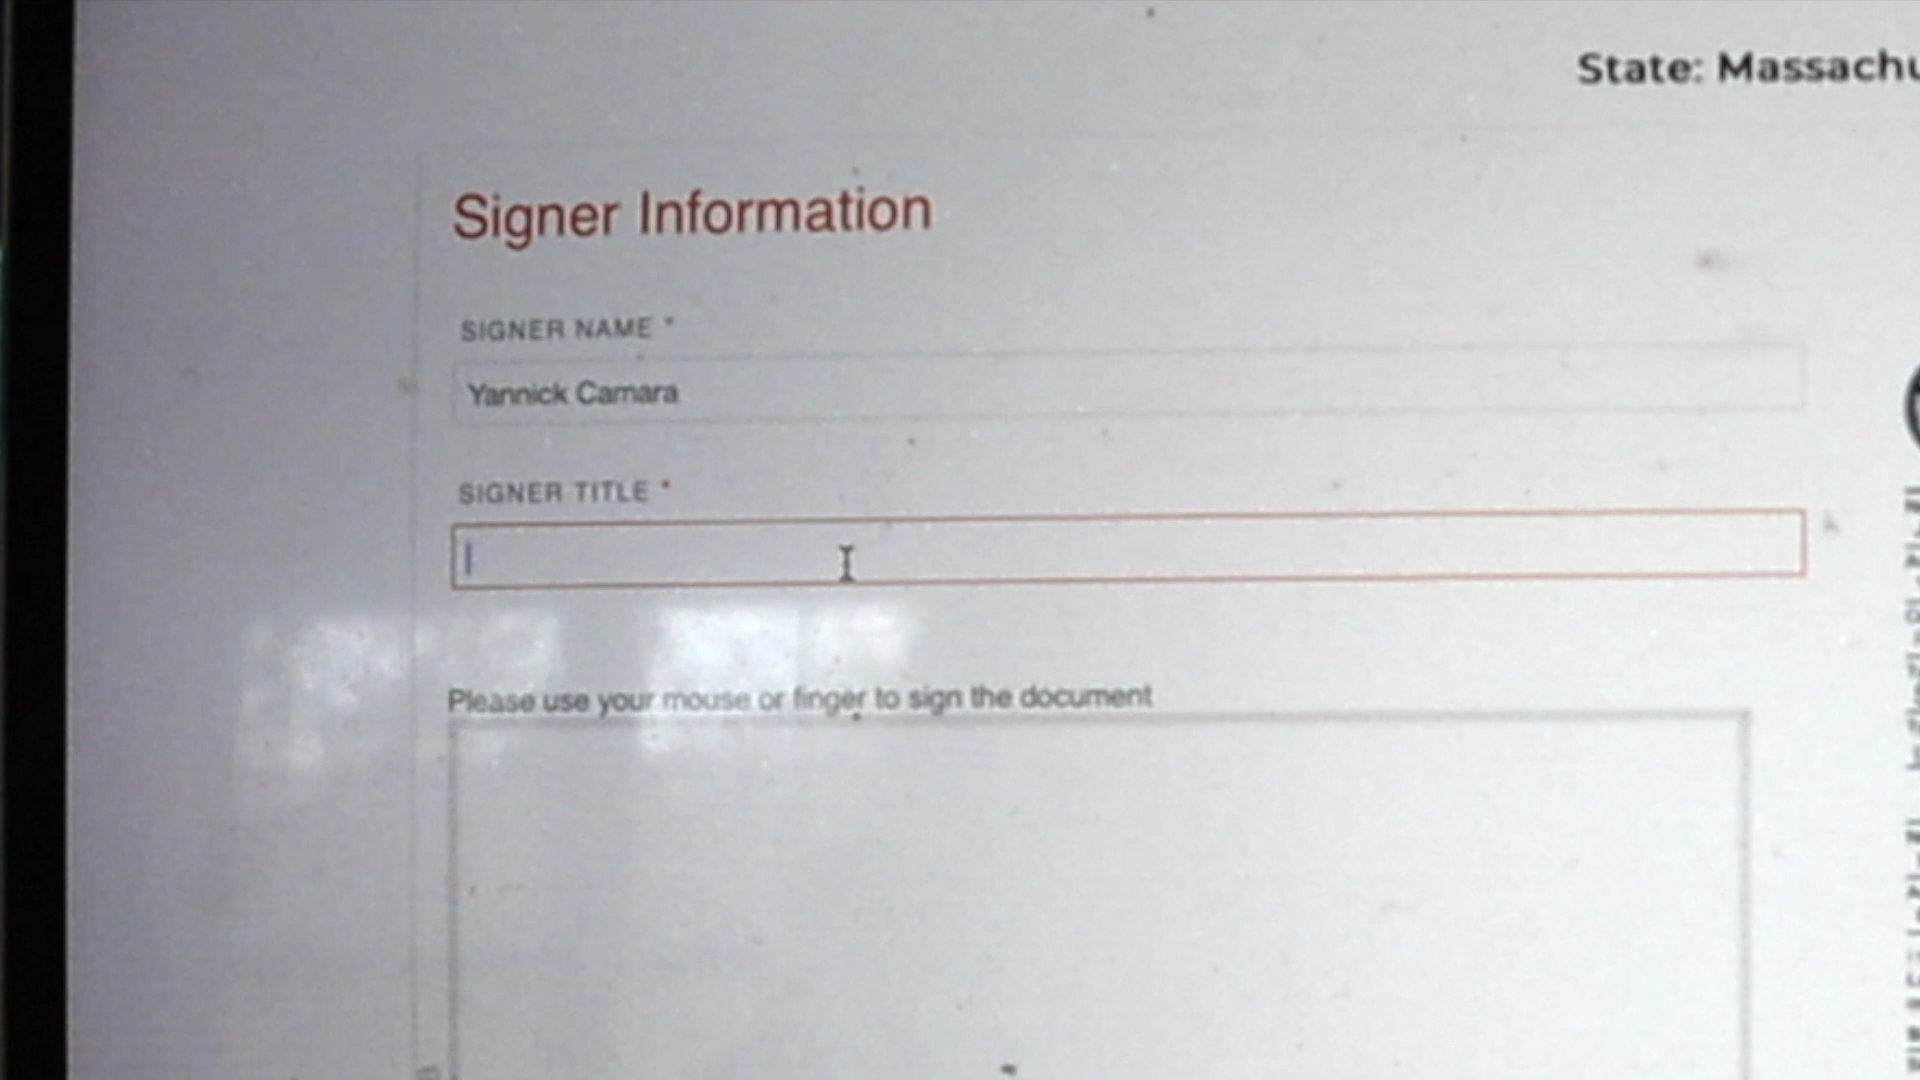 State: Massachu
Signer Information
SIGNER NAME *
Yannick Camara
SIGNER TITLE *
Please use your mouse or finger to sign the document